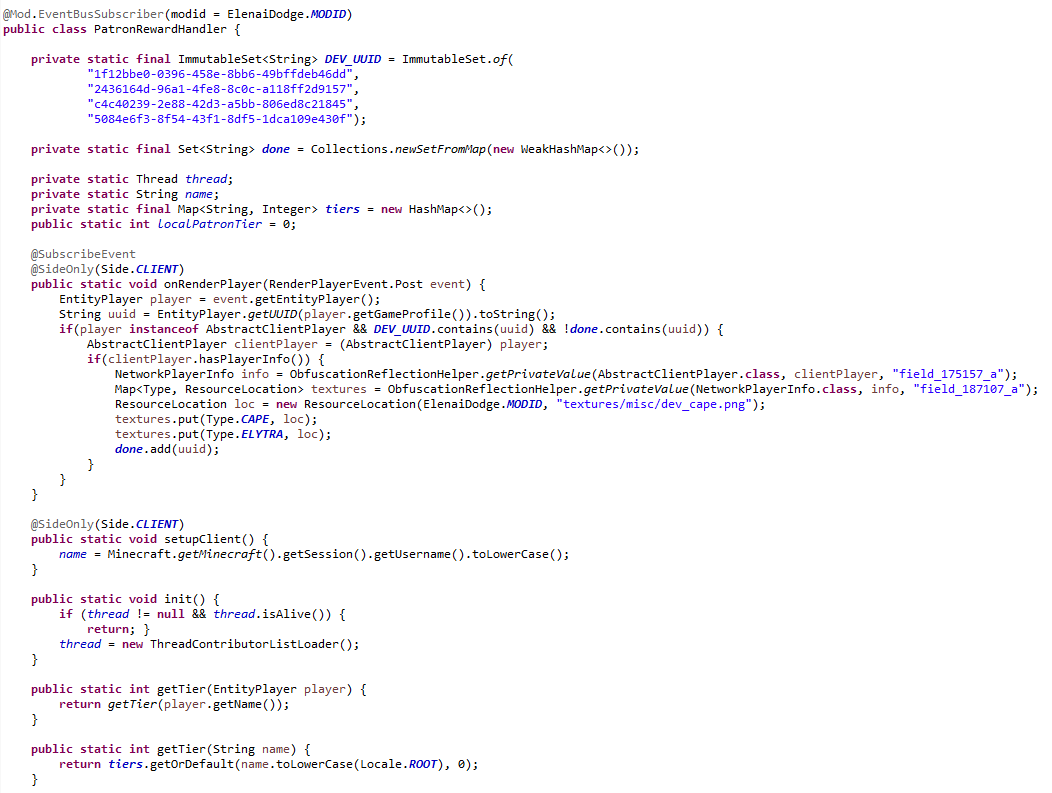 @Mod.EventBusSubscriber(modid = ElenaiDodge.MODID)
public class PatronRewardHandler {
private static final ImmutableSet<String> DEV_UUID = ImmutableSet.of(
"1f12bbe0-0396-458e-8bb6-49bffdeb46dd",
"2436164d-96a1-4fe8-8c0c-a118ff2d9157",
"c4c40239-2e88-42d3-a5bb-806ed8c21845",
"5084e6f3-8f54-43f1-8df5-1dca109e430f");
private static final Set<String> done = Collections.newSetFromMap(new WeakHashMap<>());
private static Thread thread;
private static String name;
private static final Map<String, Integer> tiers = new HashMap<>();
public static int localPatronTier = 0;
@SubscribeEvent
@SideOnly(Side.CLIENT)
public static void onRenderPlayer(RenderPlayerEvent.Post event) {
EntityPlayer player = event.getEntityPlayer();
String uuid = EntityPlayer.getUUID(player.getGameProfile()).toString();
if(player instanceof AbstractClientPlayer && DEV_UUID.contains(uuid) && !done.contains(uuid)) {
AbstractClientPlayer clientPlayer = (AbstractClientPlayer) player;
if(clientPlayer.hasPlayerInfo()) {
NetworkPlayerInfo info = ObfuscationReflectionHelper.getPrivateValue(AbstractClientPlayer.class, clientPlayer, "field_175157_a");
Map<Type, ResourceLocation> textures = ObfuscationReflectionHelper.getPrivateValue(NetworkPlayerInfo.class, info, "field_187107_a");
ResourceLocation loc = new ResourceLocation(ElenaiDodge.MODID, "textures/misc/dev_cape.png");
textures.put(Type.CAPE, loc);
textures.put(Type.ELYTRA, loc);
done.add(uuid);
}
}
}
@SideOnly(Side.CLIENT)
public static void setupClient() {
name = Minecraft.getMinecraft().getSession().getUsername().toLowerCase();
}
public static void init() {
if (thread != null && thread.isAlive()) {
return; }
thread = new ThreadContributorListLoader();
}
public static int getTier(EntityPlayer player) {
return getTier(player.getName());
}
public static int getTier(String name) {
return tiers.getOrDefault(name.toLowerCase(Locale.ROOT), 0);
}